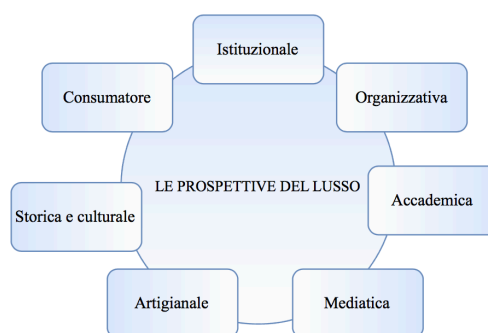 Istituzionale
Consumatore
Organizzativa
LE PROSPETTIVE DEL LUSSO
Accademica
Storica e culturale
Artigianale
Mediatica